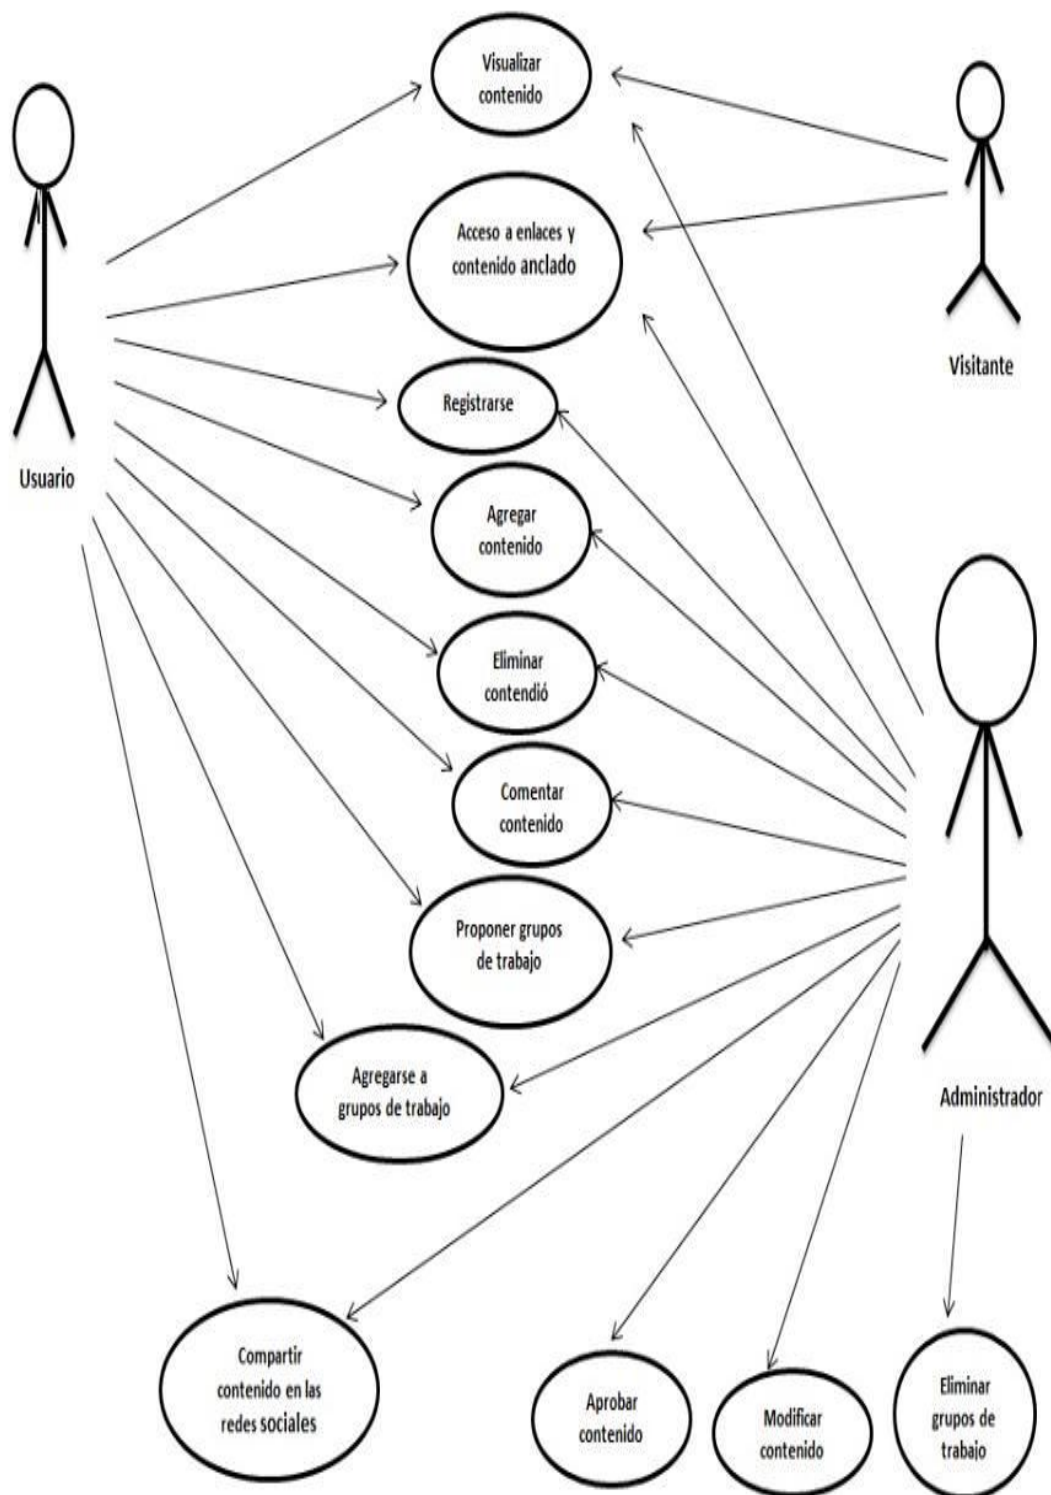 Visualizar
contenido
Acceso a enlaces y
contenido anclado
Visitante
Registrarse
Usuario
Agregar
contenido
Eliminar
contendió
Comentar
contenido
Proponer grupos
de trabajo
Agregarse a
grupos de trabajo
Administrador
Compartir
contenido en las
redes sociales
Aprobar
contenido
Modificar
contenido
Eliminar
grupos de
trabajo